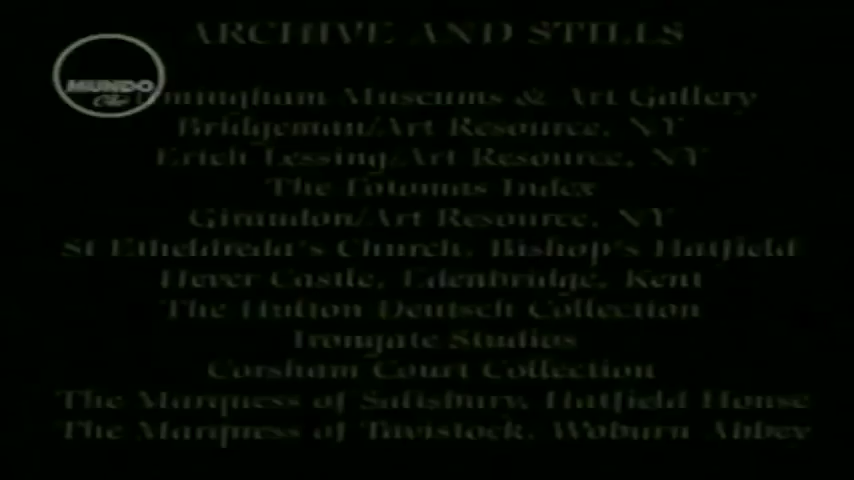 ARCHIVE AND STILLS
MUNDO
mingham Museums & Art Gallery
Bridgeman/Art Resource, NY
Erich Lessing/Art Resource, NY
The Fotomas Index
Giraudon/Art Resource, NY
St Etheldreda's Church, Bishop's Hatfield
Hever Castle, Edenbridge, Kent
The Hulton Deutsch Collection
Irongate Studios
Corsham Court Collection
The Marquess of Salisbury, Hatfield House
The Marquess of Tavistock, Woburn Abbey